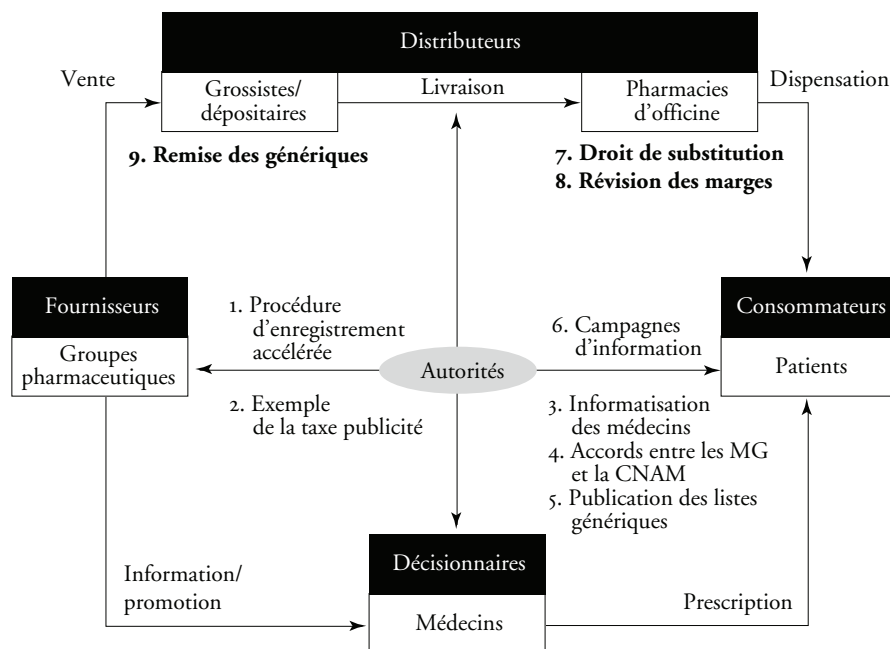 Distributeurs
Vente
Grossistes/
dépositaires
Livraison
Pharmacies
d'officine
Dispensation
9. Remise des génériques
7. Droit de substitution
8. Révision des marges
Fournisseurs
Groupes
pharmaceutiques
1. Procédure
d'enregistrement
accélérée
2. Exemple
de la taxe publicité
Autorités
6. Campagnes
d'information
Consommateurs
Patients
3. Informatisation
des médecins
4. Accords entre les MG
et la CNAM
5. Publication des listes
génériques
Information/
promotion
Décisionnaires
Médecins
Prescription